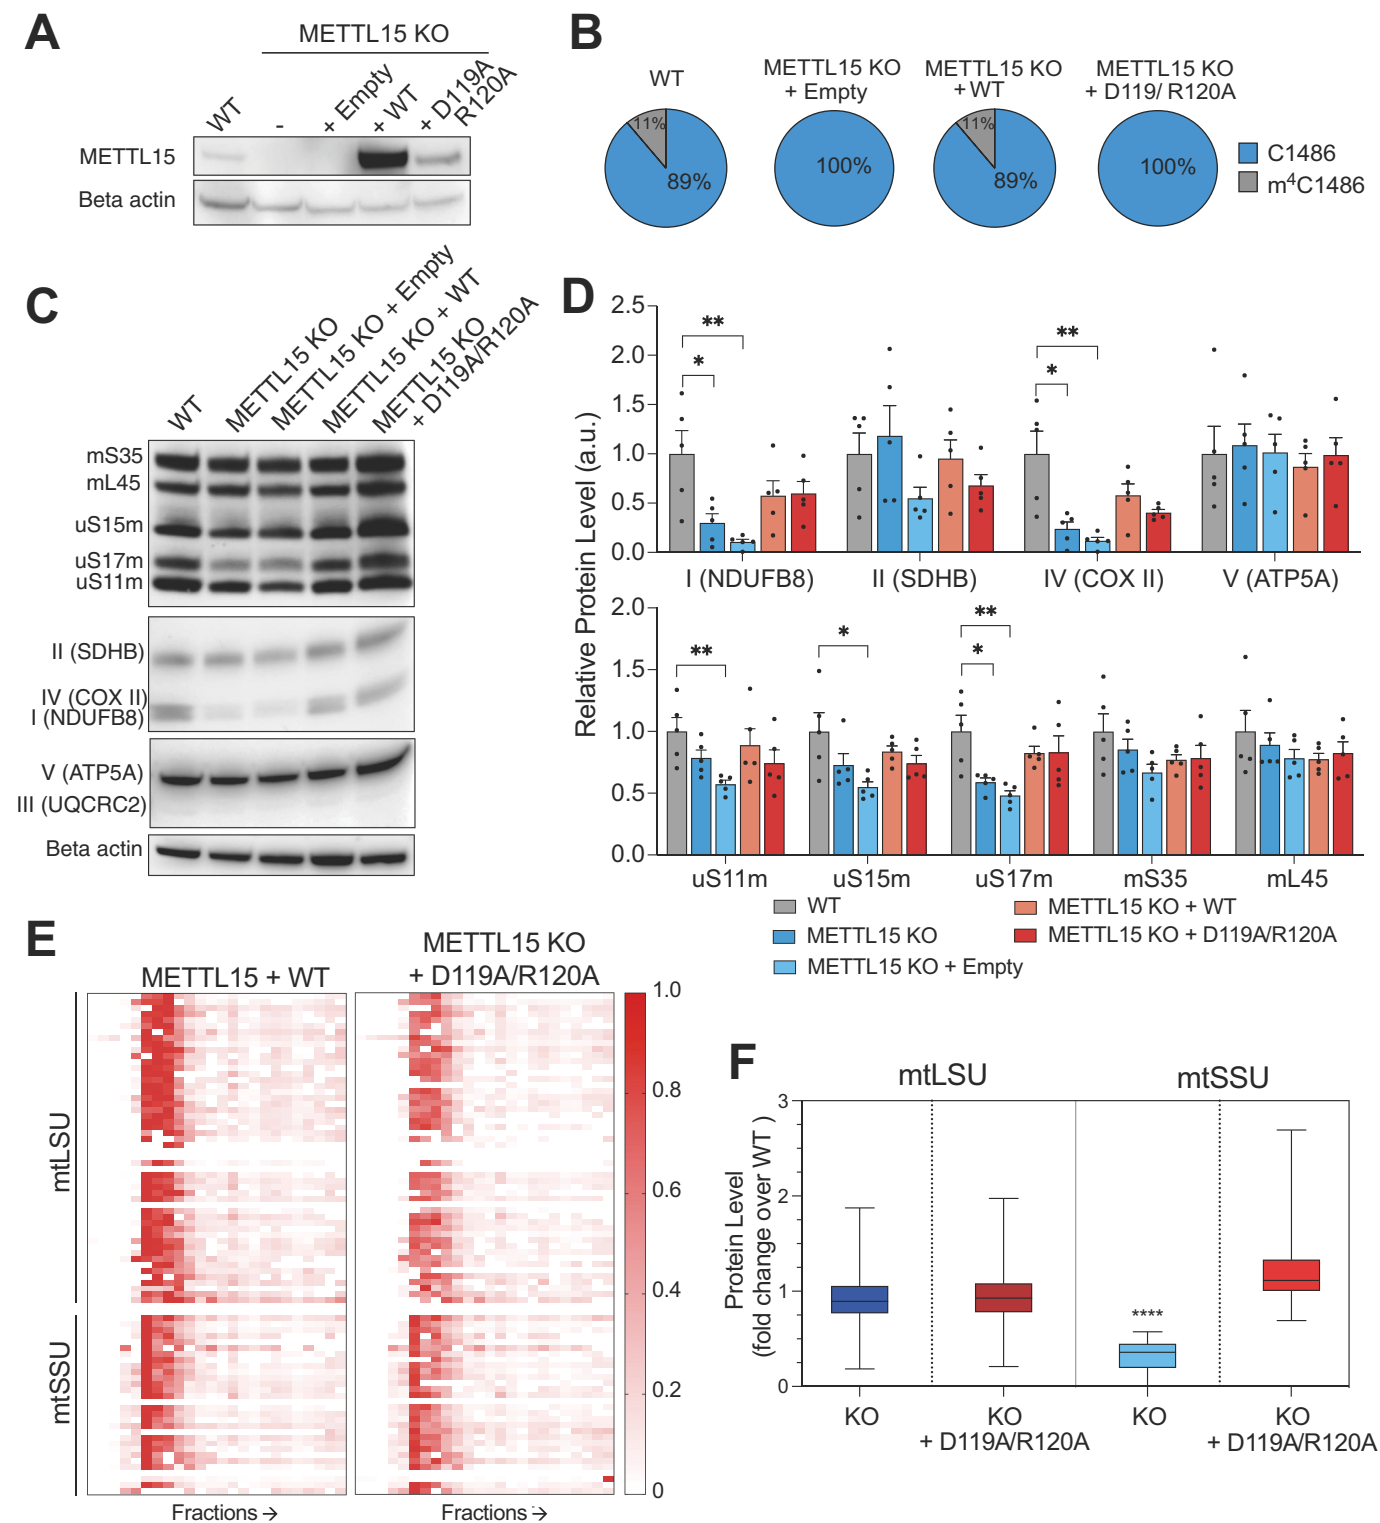 A
METTL15 KO
WT
-
+ Empty
+ WT
+ D119A
R120A
METTL15
Beta actin
B
WT
METTL15 KO
+ Empty
METTL15 KO
+ WT
METTL15 KO
+ D119/ R120A
11%
89%
100%
11%
89%
100%
C1486
m⁴C1486
C
WT
METTL15 KO
METTL15 KO + Empty
METTL15 KO + WT
METTL15 KO
+ D119A/R120A
mS35
mL45
uS15m
uS17m
uS11m
II (SDHB)
IV (COX II)
I (NDUFB8)
V (ATP5A)
III (UQCRC2)
Beta actin
D
Relative Protein Level (a.u.)
2.5
2.0
1.5
1.0
0.5
0.0
**
*
**
*
I (NDUFB8)
II (SDHB)
IV (COX II)
V (ATP5A)
2.0
1.5
1.0
0.5
0.0
**
*
**
*
uS11m
uS15m
uS17m
mS35
mL45
WT
METTL15 KO
METTL15 KO + Empty
METTL15 KO + WT
METTL15 KO + D119A/R120A
E
METTL15 + WT
METTL15 KO
+ D119A/R120A
mtLSU
mtSSU
Fractions →
Fractions →
1.0
0.8
0.6
0.4
0.2
0
F
mtLSU
mtSSU
Protein Level
(fold change over WT )
3
2
1
0
****
KO
KO
+ D119A/R120A
KO
KO
+ D119A/R120A